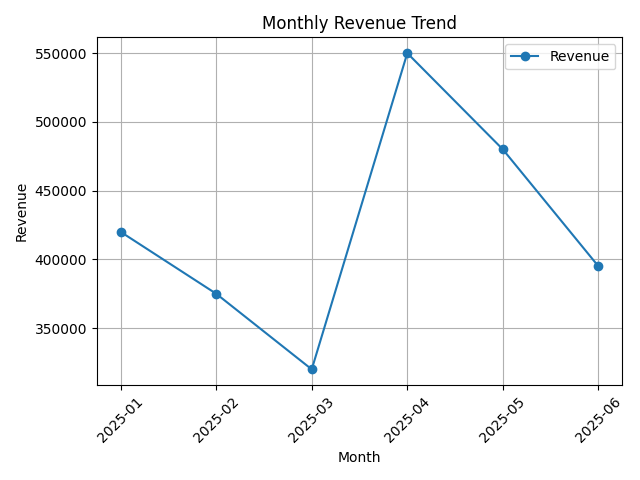 Monthly Revenue Trend
Revenue
550000
500000
450000
400000
350000
Revenue
2025-01
2025-02
2025-03
2025-04
2025-05
2025-06
Month